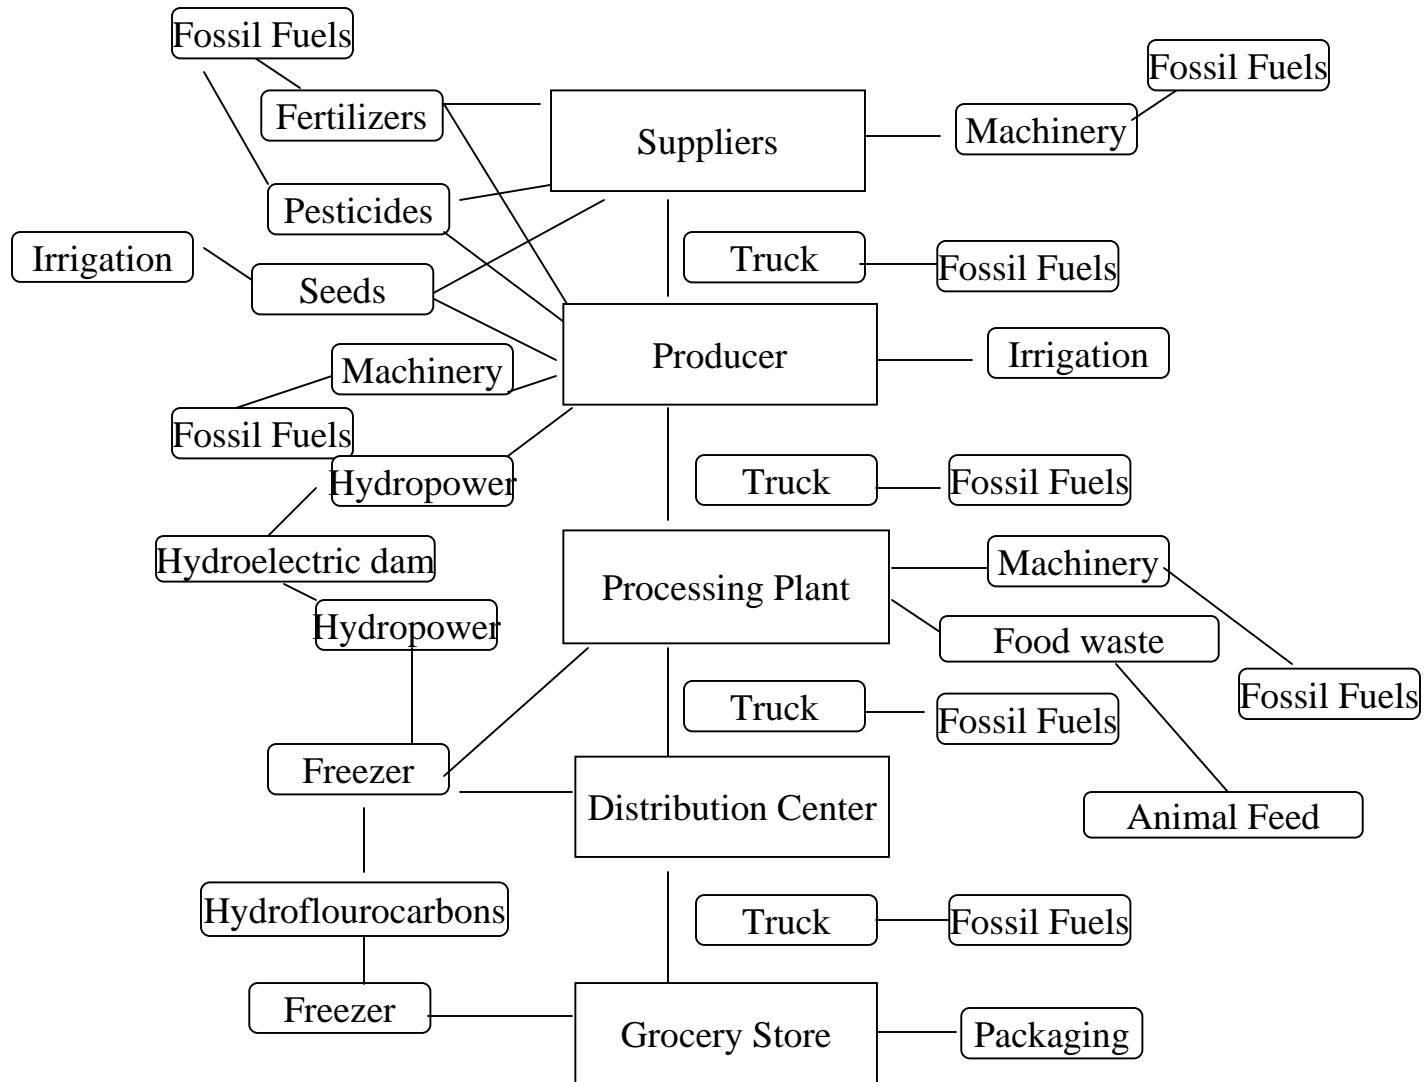 Fossil Fuels
Fossil Fuels
Fertilizers
Suppliers
Machinery
Pesticides
Irrigation
Truck
Fossil Fuels
Seeds
Producer
Irrigation
Machinery
Fossil Fuels
Hydropower
Truck
Fossil Fuels
Hydroelectric dam
Processing Plant
Machinery
Hydropower
Food waste
Fossil Fuels
Truck
Fossil Fuels
Freezer
Distribution Center
Animal Feed
Hydroflourocarbons
Truck
Fossil Fuels
Freezer
Grocery Store
Packaging